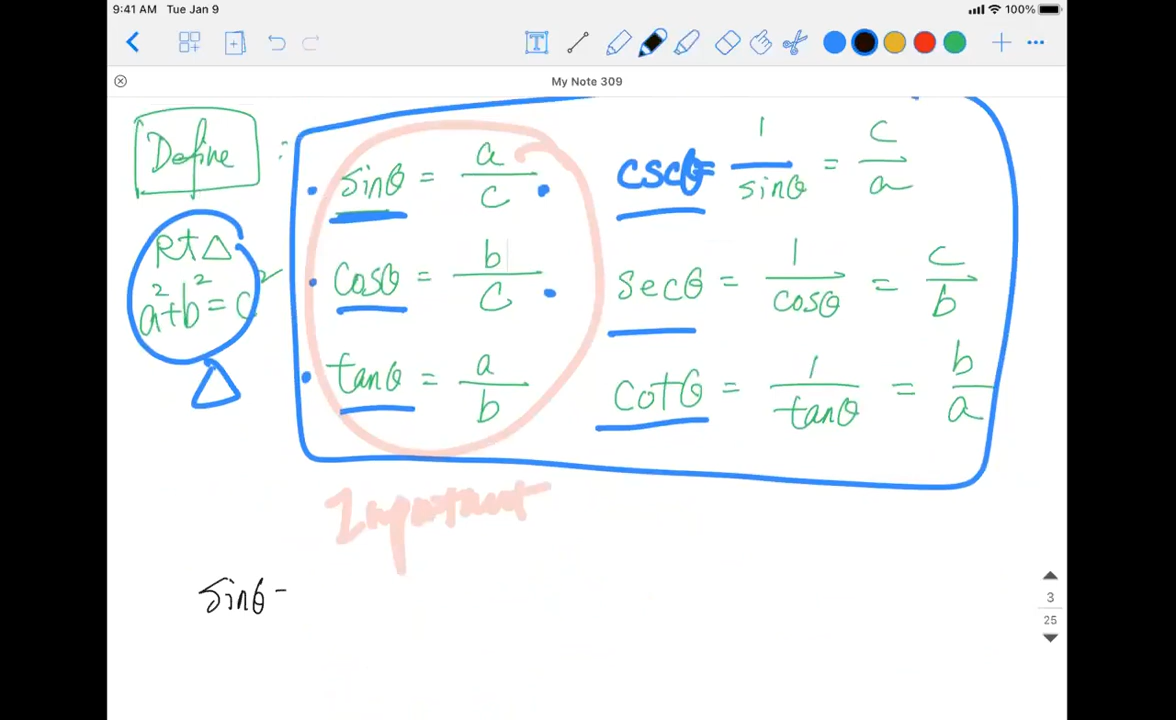 9:41 AM Tue Jan 9 100%
My Note 309
Define :
sinθ = a/c cscθ = 1/sinθ = c/a
Rt△
a²+b²=c²
cosθ = b/c secθ = 1/cosθ = c/b
tanθ = a/b cotθ = 1/tanθ = b/a
Important
sinθ -
3
25